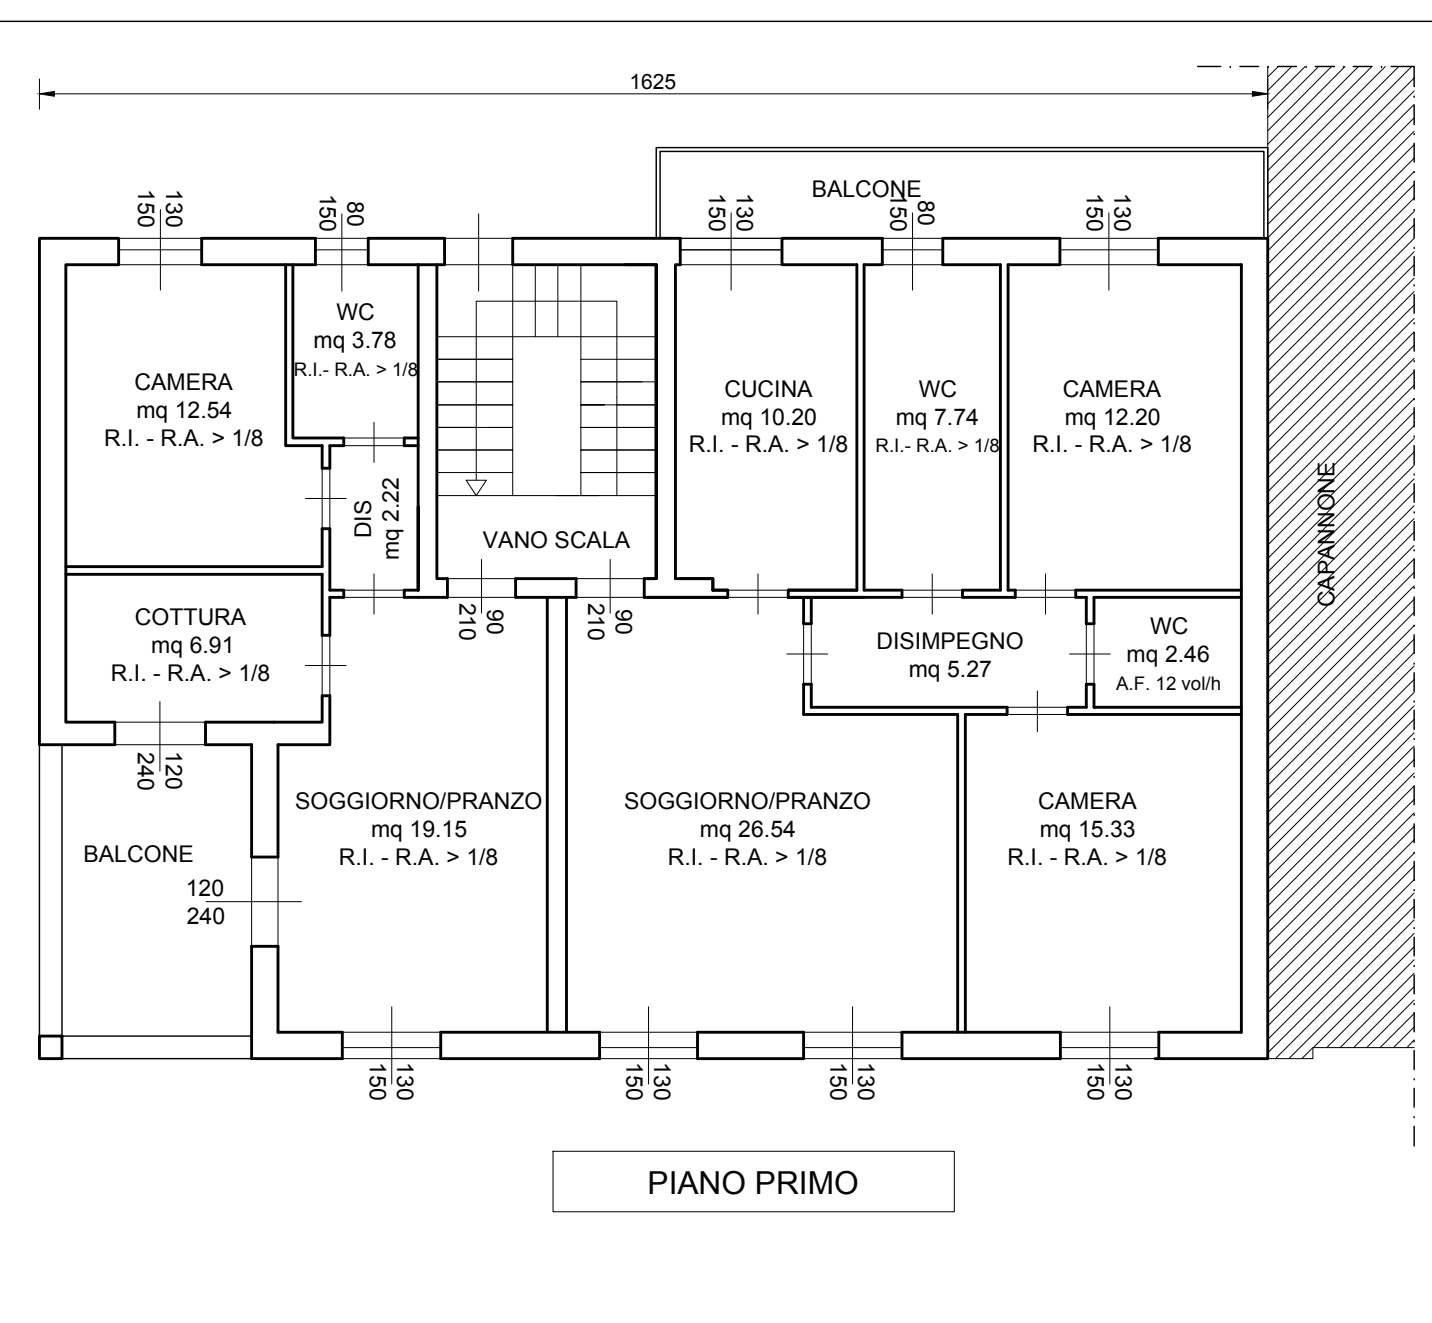 1625
BALCONE
130
150
80
150
130
150
80
150
130
150
WC
mq 3.78
R.I.- R.A. > 1/8
CAMERA
mq 12.54
R.I. - R.A. > 1/8
CUCINA
mq 10.20
R.I. - R.A. > 1/8
WC
mq 7.74
R.I.- R.A. > 1/8
CAMERA
mq 12.20
R.I. - R.A. > 1/8
CAPANNONE
DIS
mq 2.22
VANO SCALA
90
210
90
210
COTTURA
mq 6.91
R.I. - R.A. > 1/8
DISIMPEGNO
mq 5.27
WC
mq 2.46
A.F. 12 vol/h
120
240
BALCONE
120
240
SOGGIORNO/PRANZO
mq 19.15
R.I. - R.A. > 1/8
SOGGIORNO/PRANZO
mq 26.54
R.I. - R.A. > 1/8
CAMERA
mq 15.33
R.I. - R.A. > 1/8
130
150
130
150
130
150
130
150
PIANO PRIMO